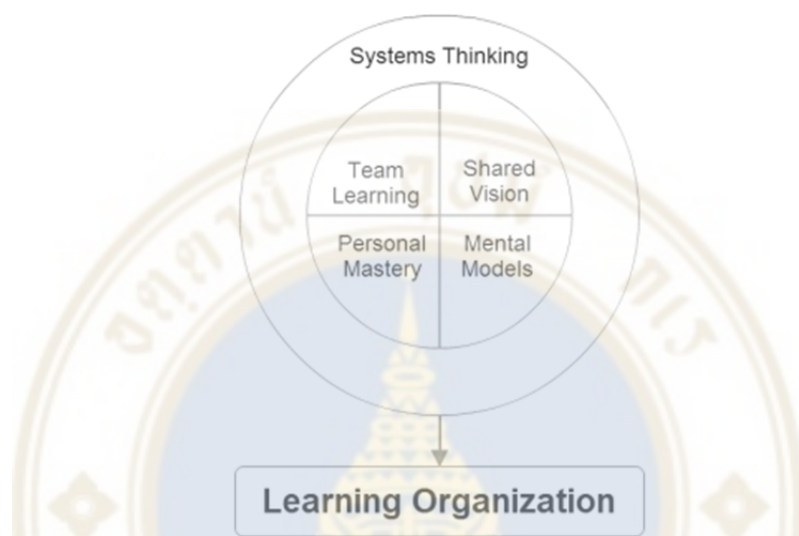 Systems Thinking
Team
Learning
Shared
Vision
Personal
Mastery
Mental
Models
Learning Organization